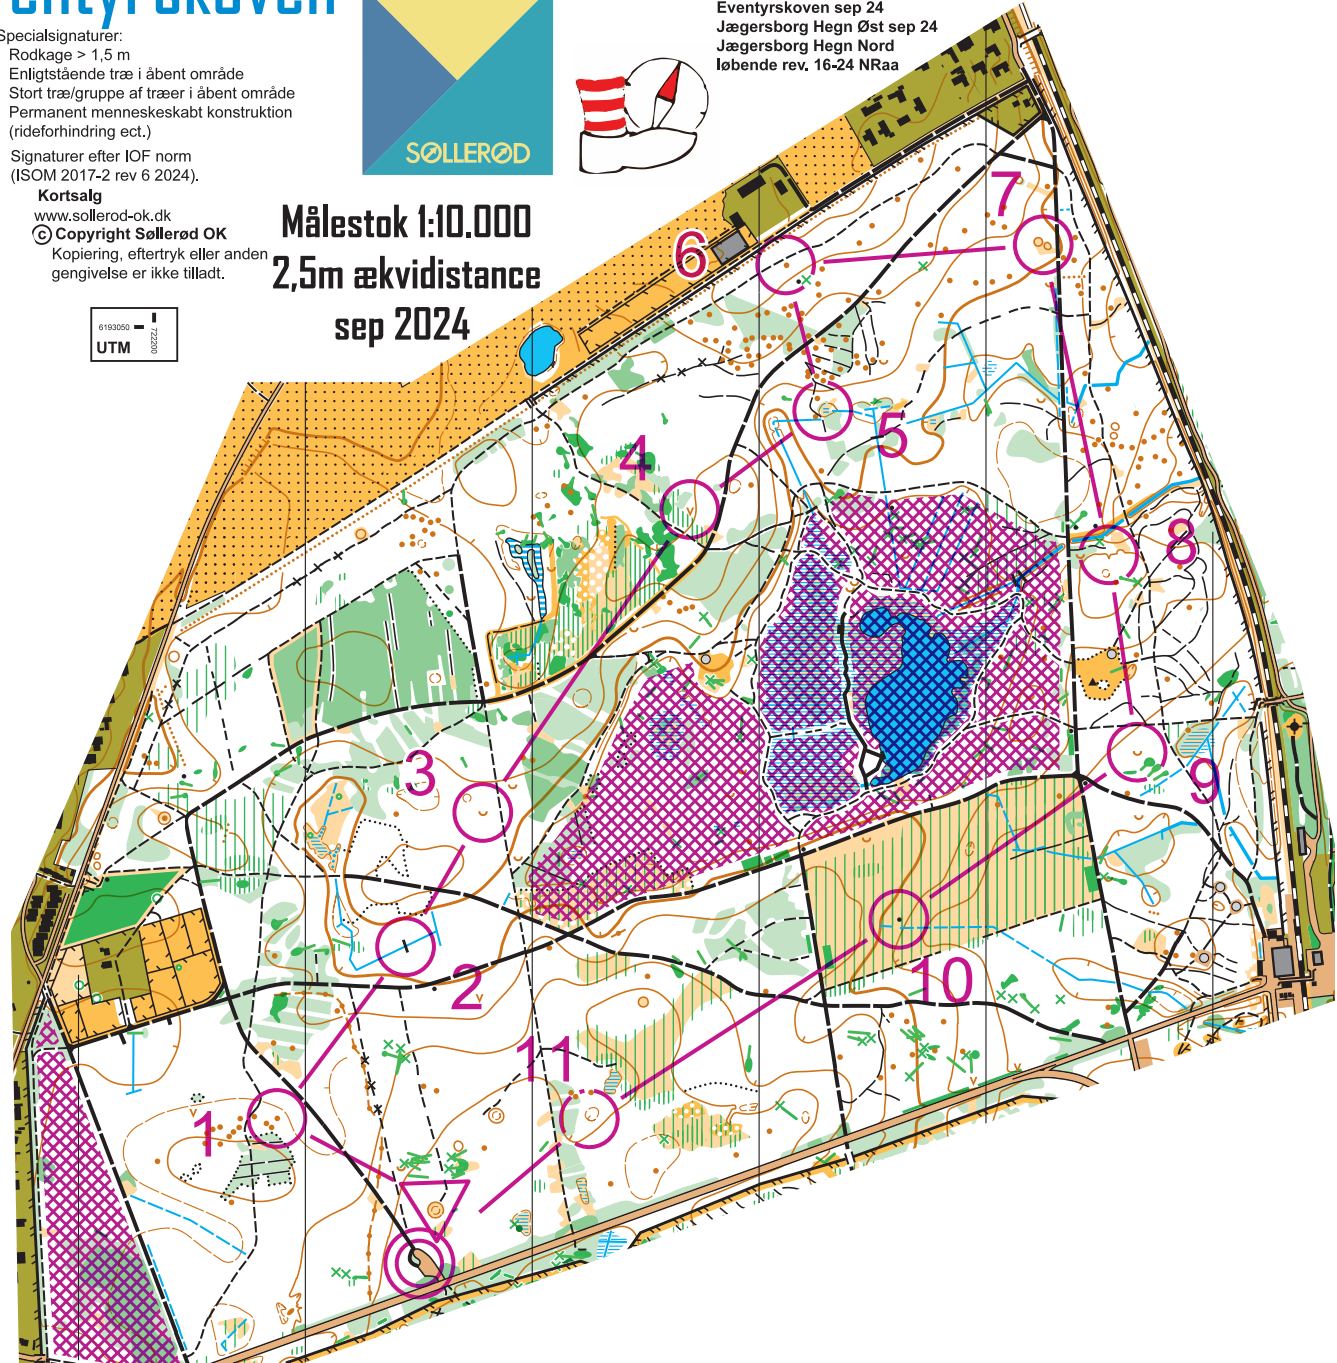 entyrskoven
Specialsignaturer:
Rodkage > 1,5 m
Enligtstående træ i åbent område
Stort træ/gruppe af træer i åbent område
Permanent menneskeskabt konstruktion
(rideforhindring ect.)
Signaturer efter IOF norm
(ISOM 2017-2 rev 6 2024).
Kortsalg
www.sollerod-ok.dk
© Copyright Søllerød OK
Kopiering, eftertryk eller anden
gengivelse er ikke tilladt.
6193050
722200
UTM
SØLLERØD
Målestok 1:10.000
2,5m ækvidistance
sep 2024
Eventyrskoven sep 24
Jægersborg Hegn Øst sep 24
Jægersborg Hegn Nord
løbende rev. 16-24 NRaa
7
6
5
4
8
3
9
2
10
11
1